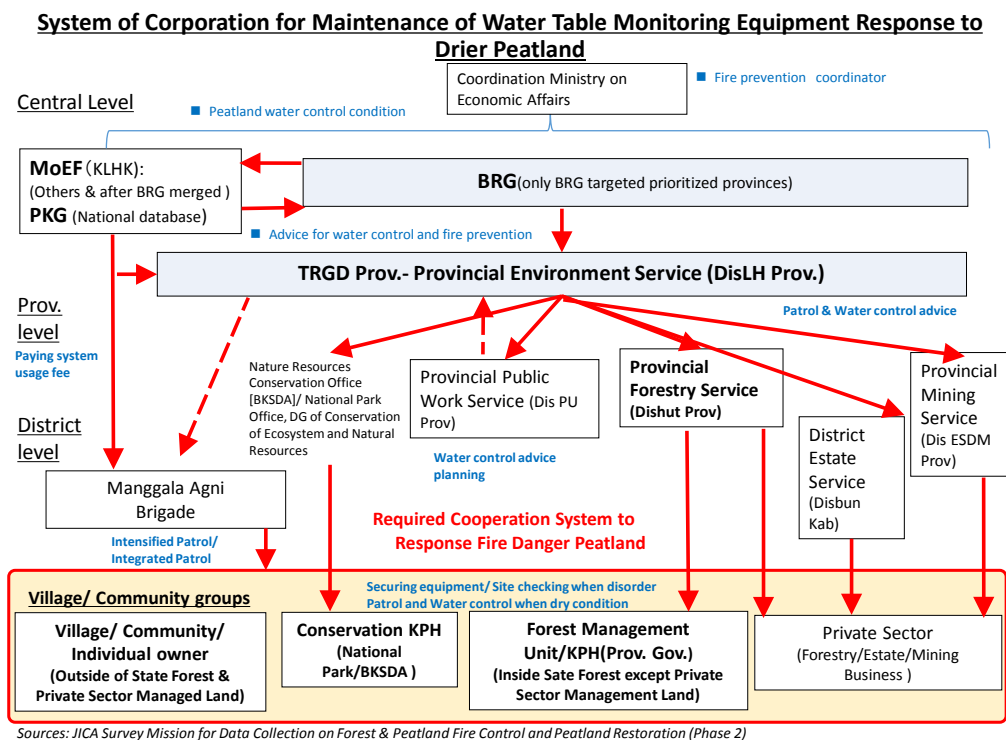 System of Corporation for Maintenance of Water Table Monitoring Equipment Response to
Drier Peatland
Coordination Ministry on
Economic Affairs
Fire prevention coordinator
Central Level
Peatland water control condition
MoEF(KLHK):
(Others & after BRG merged )
PKG (National database)
BRG(only BRG targeted prioritized provinces)
Advice for water control and fire prevention
TRGD Prov.- Provincial Environment Service (DisLH Prov.)
Prov.
level
Paying system
usage fee
Patrol & Water control advice
Nature Resources
Conservation Office
[BKSDA]/ National Park
Office, DG of Conservation
of Ecosystem and Natural
Resources
Provincial Public
Work Service (Dis PU
Prov)
Provincial
Forestry Service
(Dishut Prov)
Provincial
Mining
Service
(Dis ESDM
Prov)
District
level
District
Estate
Service
(Disbun
Kab)
Water control advice
planning
Manggala Agni
Brigade
Intensified Patrol/
Integrated Patrol
Required Cooperation System to
Response Fire Danger Peatland
Village/ Community groups
Securing equipment/ Site checking when disorder
Patrol and Water control when dry condition
Village/ Community/
Individual owner
(Outside of State Forest &
Private Sector Managed Land)
Conservation KPH
(National
Park/BKSDA )
Forest Management
Unit/KPH(Prov. Gov.)
(Inside Sate Forest except Private
Sector Management Land)
Private Sector
(Forestry/Estate/Mining
Business )
Sources: JICA Survey Mission for Data Collection on Forest & Peatland Fire Control and Peatland Restoration (Phase 2)